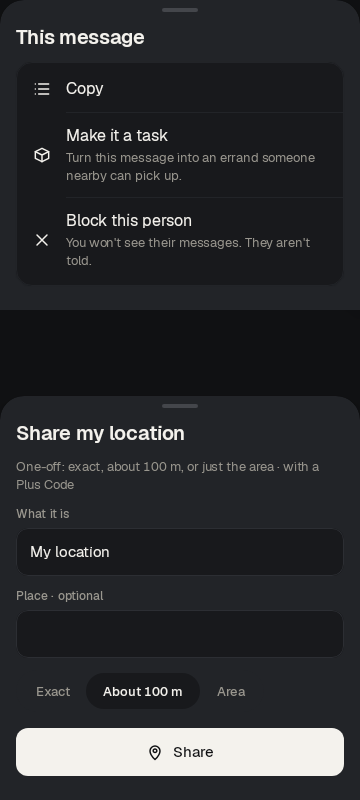 This message
Copy
Make it a task
Turn this message into an errand someone
nearby can pick up.
Block this person
You won't see their messages. They aren't
told.
Share my location
One-off: exact, about 100 m, or just the area · with a
Plus Code
What it is
My location
Place · optional
Exact
About 100 m
Area
Share